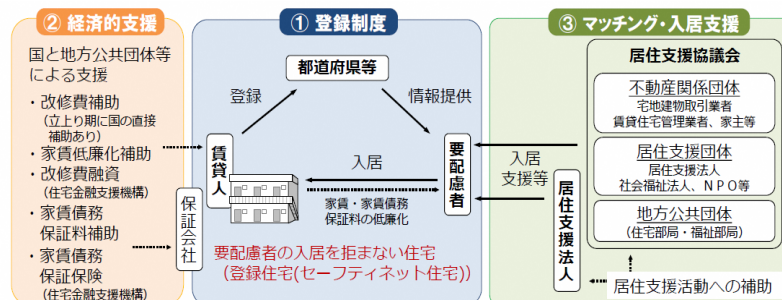 ② 経済的支援
国と地方公共団体等
による支援
・改修費補助
(立上り期に国の直接
補助あり)
・家賃低廉化補助
・改修費融資
(住宅金融支援機構)
・家賃債務
保証料補助
・家賃債務
保証保険
(住宅金融支援機構)
保証会社
① 登録制度
都道府県等
登録
情報提供
賃貸人
入居
要配慮者
家賃・家賃債務
保証料の低廉化
要配慮者の入居を拒まない住宅
(登録住宅(セーフティネット住宅))
③ マッチング・入居支援
居住支援協議会
不動産関係団体
宅地建物取引業者
賃貸住宅管理業者、家主等
居住支援団体
居住支援法人
社会福祉法人、NPO等
地方公共団体
(住宅部局・福祉部局)
入居
支援等
居住支援法人
居住支援活動への補助